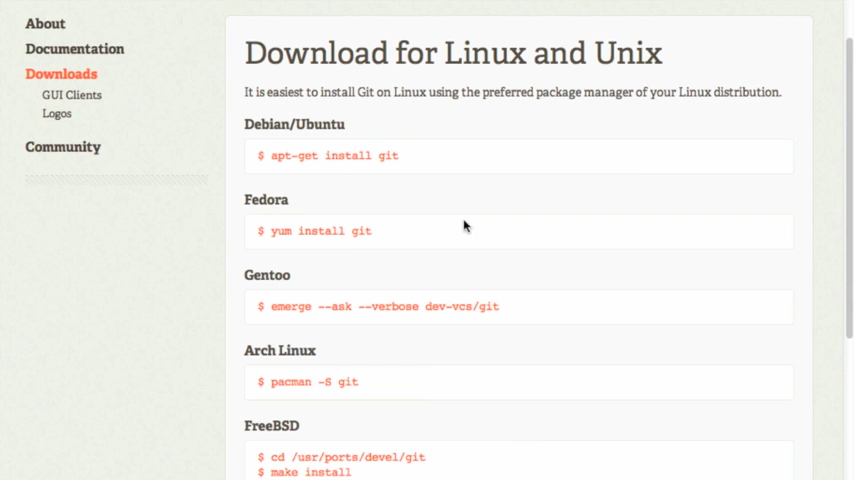 About
Documentation
Downloads
GUI Clients
Logos
Community
Download for Linux and Unix
It is easiest to install Git on Linux using the preferred package manager of your Linux distribution.
Debian/Ubuntu
$ apt-get install git
Fedora
$ yum install git
Gentoo
$ emerge --ask --verbose dev-vcs/git
Arch Linux
$ pacman -S git
FreeBSD
$ cd /usr/ports/devel/git
$ make install